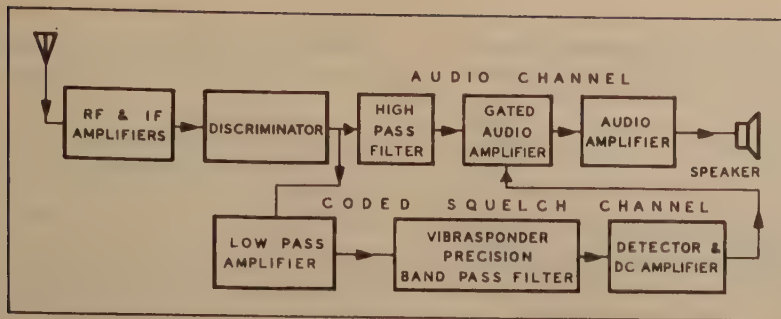 AUDIO CHANNEL
RF & IF
AMPLIFIERS
DISCRIMINATOR
HIGH
PASS
FILTER
GATED
AUDIO
AMPLIFIER
AUDIO
AMPLIFIER
SPEAKER
CODED SQUELCH CHANNEL
LOW PASS
AMPLIFIER
VIBRASPONDER
PRECISION
BAND PASS FILTER
DETECTOR &
DC AMPLIFIER